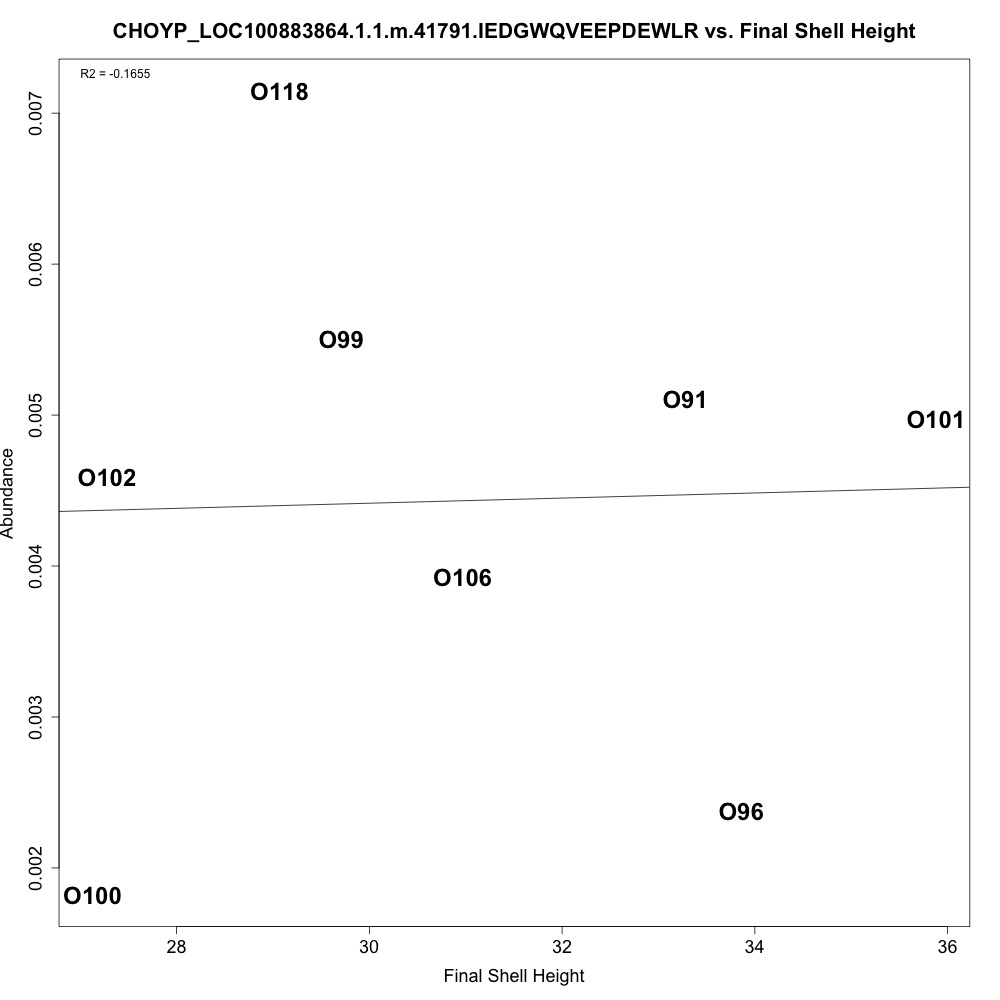 CHOYP_LOC100883864.1.1.m.41791.IEDGWQVEEPDEWLR vs. Final Shell Height
R2 = -0.1655
O118
0.007
0.006
O99
O91
0.005
O101
O102
Abundance
0.004
O106
0.003
O96
0.002
O100
28 30 32 34 36
Final Shell Height